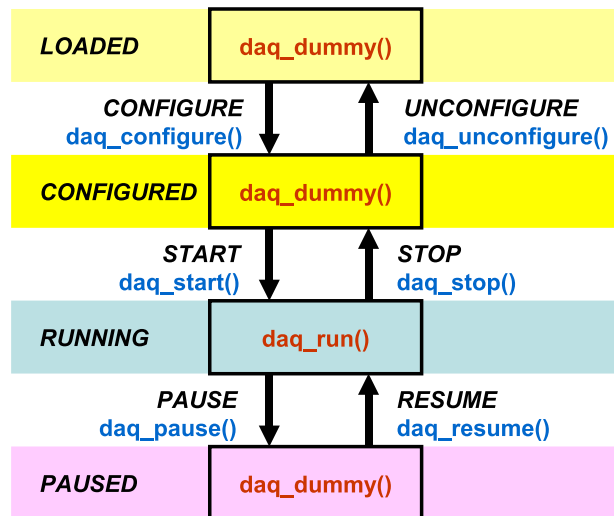 LOADED daq_dummy()
CONFIGURE UNCONFIGURE
daq_configure() daq_unconfigure()
CONFIGURED daq_dummy()
START STOP
daq_start() daq_stop()
RUNNING daq_run()
PAUSE RESUME
daq_pause() daq_resume()
PAUSED daq_dummy()